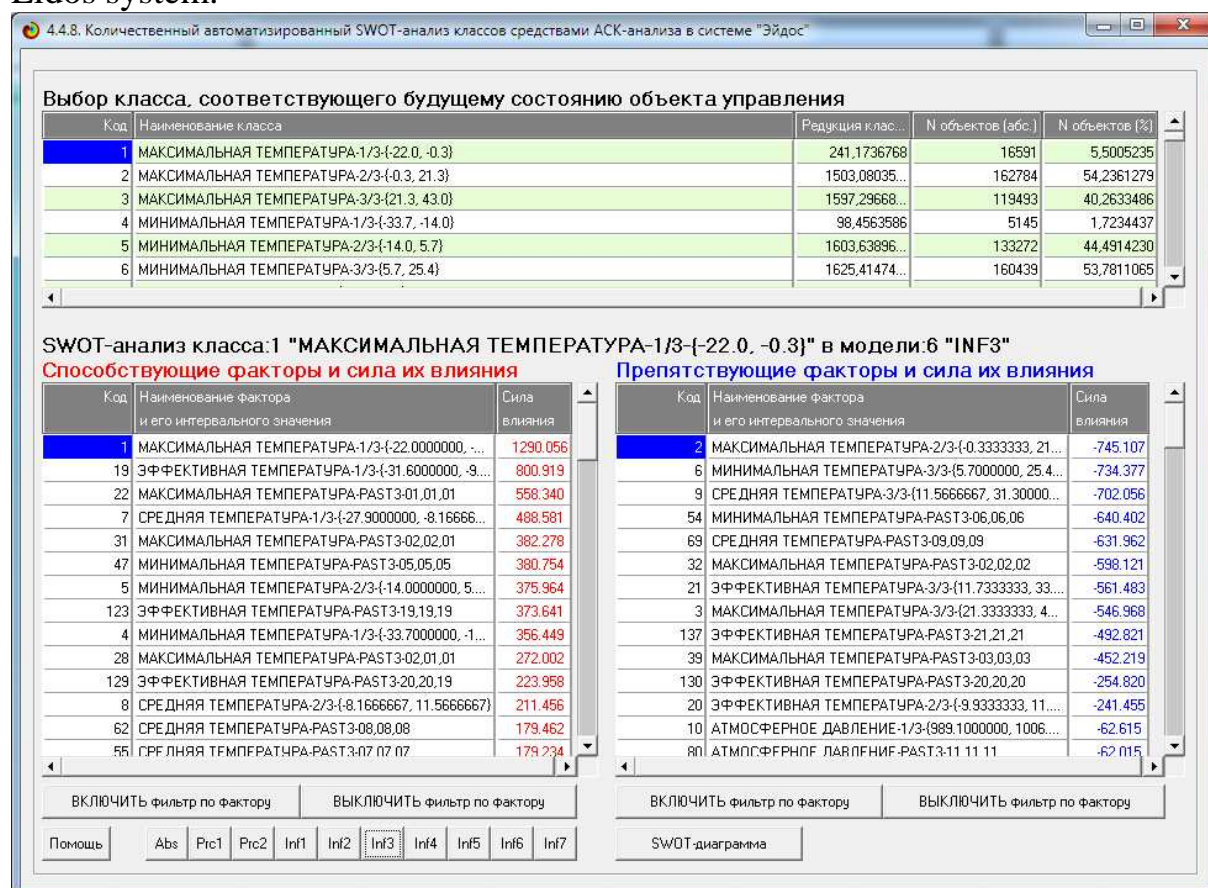 Eidos system.
4.4.8. Количественный автоматизированный SWOT-анализ классов средствами АСК-анализа в системе "Эйдос"
Выбор класса, соответствующего будущему состоянию объекта управления
Код Наименование класса Редукция клас... N объектов (абс.) N объектов (%)
1 МАКСИМАЛЬНАЯ ТЕМПЕРАТУРА-1/3-{-22.0, -0.3} 241,1736768 16591 5,5005235
2 МАКСИМАЛЬНАЯ ТЕМПЕРАТУРА-2/3-{-0.3, 21.3} 1503,08035... 162784 54,2361279
3 МАКСИМАЛЬНАЯ ТЕМПЕРАТУРА-3/3-{21.3, 43.0} 1597,29668... 119493 40,2633486
4 МИНИМАЛЬНАЯ ТЕМПЕРАТУРА-1/3-{-33.7, -14.0} 98,4563586 5145 1,7234437
5 МИНИМАЛЬНАЯ ТЕМПЕРАТУРА-2/3-{-14.0, 5.7} 1603,63896... 133272 44,4914230
6 МИНИМАЛЬНАЯ ТЕМПЕРАТУРА-3/3-{5.7, 25.4} 1625,41474... 160439 53,7811065
SWOT-анализ класса:1 "МАКСИМАЛЬНАЯ ТЕМПЕРАТУРА-1/3-{-22.0, -0.3}" в модели:6 "INF3"
Способствующие факторы и сила их влияния
Код Наименование фактора Сила
и его интервального значения влияния
1 МАКСИМАЛЬНАЯ ТЕМПЕРАТУРА-1/3-{-22.0000000, -... 1290.056
19 ЭФФЕКТИВНАЯ ТЕМПЕРАТУРА-1/3-{-31.6000000, -9.... 800.919
22 МАКСИМАЛЬНАЯ ТЕМПЕРАТУРА-PAST3-01,01,01 558.340
7 СРЕДНЯЯ ТЕМПЕРАТУРА-1/3-{-27.9000000, -8.16666... 488.581
31 МАКСИМАЛЬНАЯ ТЕМПЕРАТУРА-PAST3-02,02,01 382.278
47 МИНИМАЛЬНАЯ ТЕМПЕРАТУРА-PAST3-05,05,05 380.754
5 МИНИМАЛЬНАЯ ТЕМПЕРАТУРА-2/3-{-14.0000000, 5.... 375.964
123 ЭФФЕКТИВНАЯ ТЕМПЕРАТУРА-PAST3-19,19,19 373.641
4 МИНИМАЛЬНАЯ ТЕМПЕРАТУРА-1/3-{-33.7000000, -1... 356.449
28 МАКСИМАЛЬНАЯ ТЕМПЕРАТУРА-PAST3-02,01,01 272.002
129 ЭФФЕКТИВНАЯ ТЕМПЕРАТУРА-PAST3-20,20,19 223.958
8 СРЕДНЯЯ ТЕМПЕРАТУРА-2/3-{-8.1666667, 11.5666667} 211.456
62 СРЕДНЯЯ ТЕМПЕРАТУРА-PAST3-08,08,08 179.462
55 СРЕДНЯЯ ТЕМПЕРАТУРА-PAST3-07,07,07 179.234
Препятствующие факторы и сила их влияния
Код Наименование фактора Сила
и его интервального значения влияния
2 МАКСИМАЛЬНАЯ ТЕМПЕРАТУРА-2/3-{-0.3333333, 21... -745.107
6 МИНИМАЛЬНАЯ ТЕМПЕРАТУРА-3/3-{5.7000000, 25.4... -734.377
9 СРЕДНЯЯ ТЕМПЕРАТУРА-3/3-{11.5666667, 31.30000... -702.056
54 МИНИМАЛЬНАЯ ТЕМПЕРАТУРА-PAST3-06,06,06 -640.402
69 СРЕДНЯЯ ТЕМПЕРАТУРА-PAST3-09,09,09 -631.962
32 МАКСИМАЛЬНАЯ ТЕМПЕРАТУРА-PAST3-02,02,02 -598.121
21 ЭФФЕКТИВНАЯ ТЕМПЕРАТУРА-3/3-{11.7333333, 33.... -561.483
3 МАКСИМАЛЬНАЯ ТЕМПЕРАТУРА-3/3-{21.3333333, 4... -546.968
137 ЭФФЕКТИВНАЯ ТЕМПЕРАТУРА-PAST3-21,21,21 -492.821
39 МАКСИМАЛЬНАЯ ТЕМПЕРАТУРА-PAST3-03,03,03 -452.219
130 ЭФФЕКТИВНАЯ ТЕМПЕРАТУРА-PAST3-20,20,20 -254.820
20 ЭФФЕКТИВНАЯ ТЕМПЕРАТУРА-2/3-{-9.9333333, 11.... -241.455
10 АТМОСФЕРНОЕ ДАВЛЕНИЕ-1/3-{989.1000000, 1006.... -62.615
80 АТМОСФЕРНОЕ ДАВЛЕНИЕ-PAST3-11,11,11 -62.015
ВКЛЮЧИТЬ фильтр по фактору ВЫКЛЮЧИТЬ фильтр по фактору ВКЛЮЧИТЬ фильтр по фактору ВЫКЛЮЧИТЬ фильтр по фактору
Помощь Abs Prc1 Prc2 Inf1 Inf2 Inf3 Inf4 Inf5 Inf6 Inf7 SWOT-диаграмма